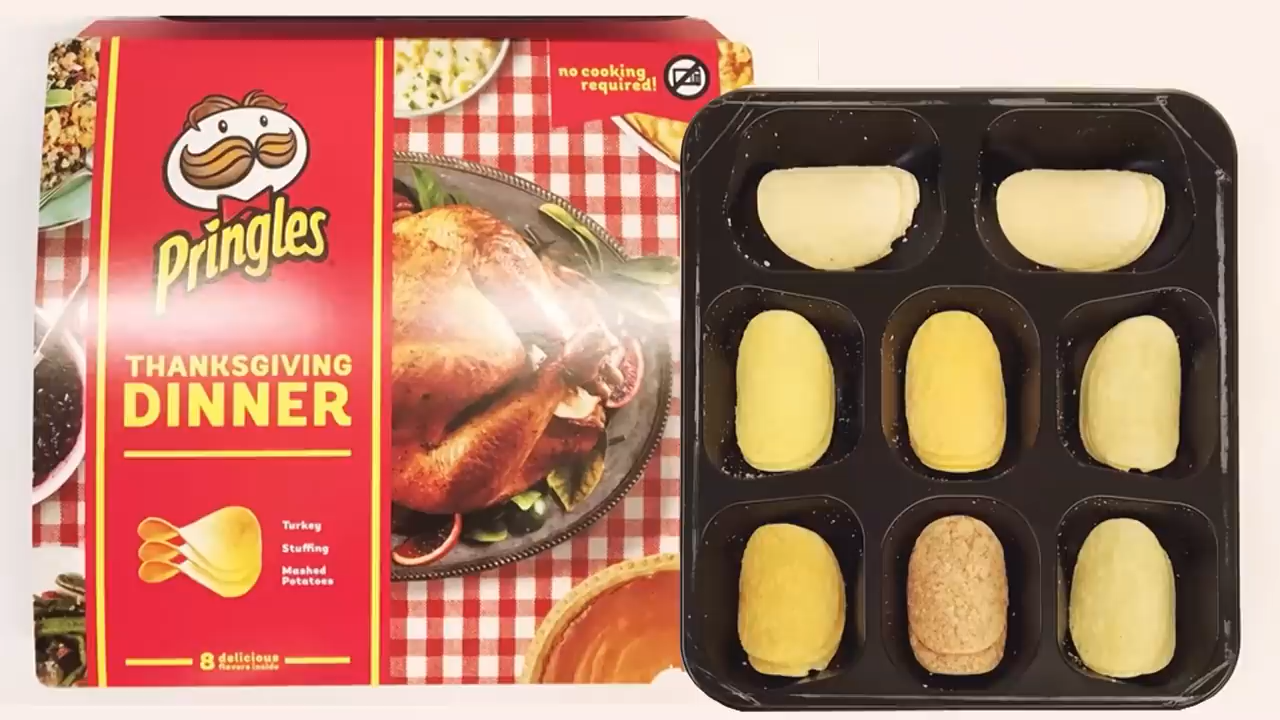 no cooking
required!
Pringles
THANKSGIVING
DINNER
Turkey
Stuffing
Mashed
Potatoes
8 delicious
flavors inside